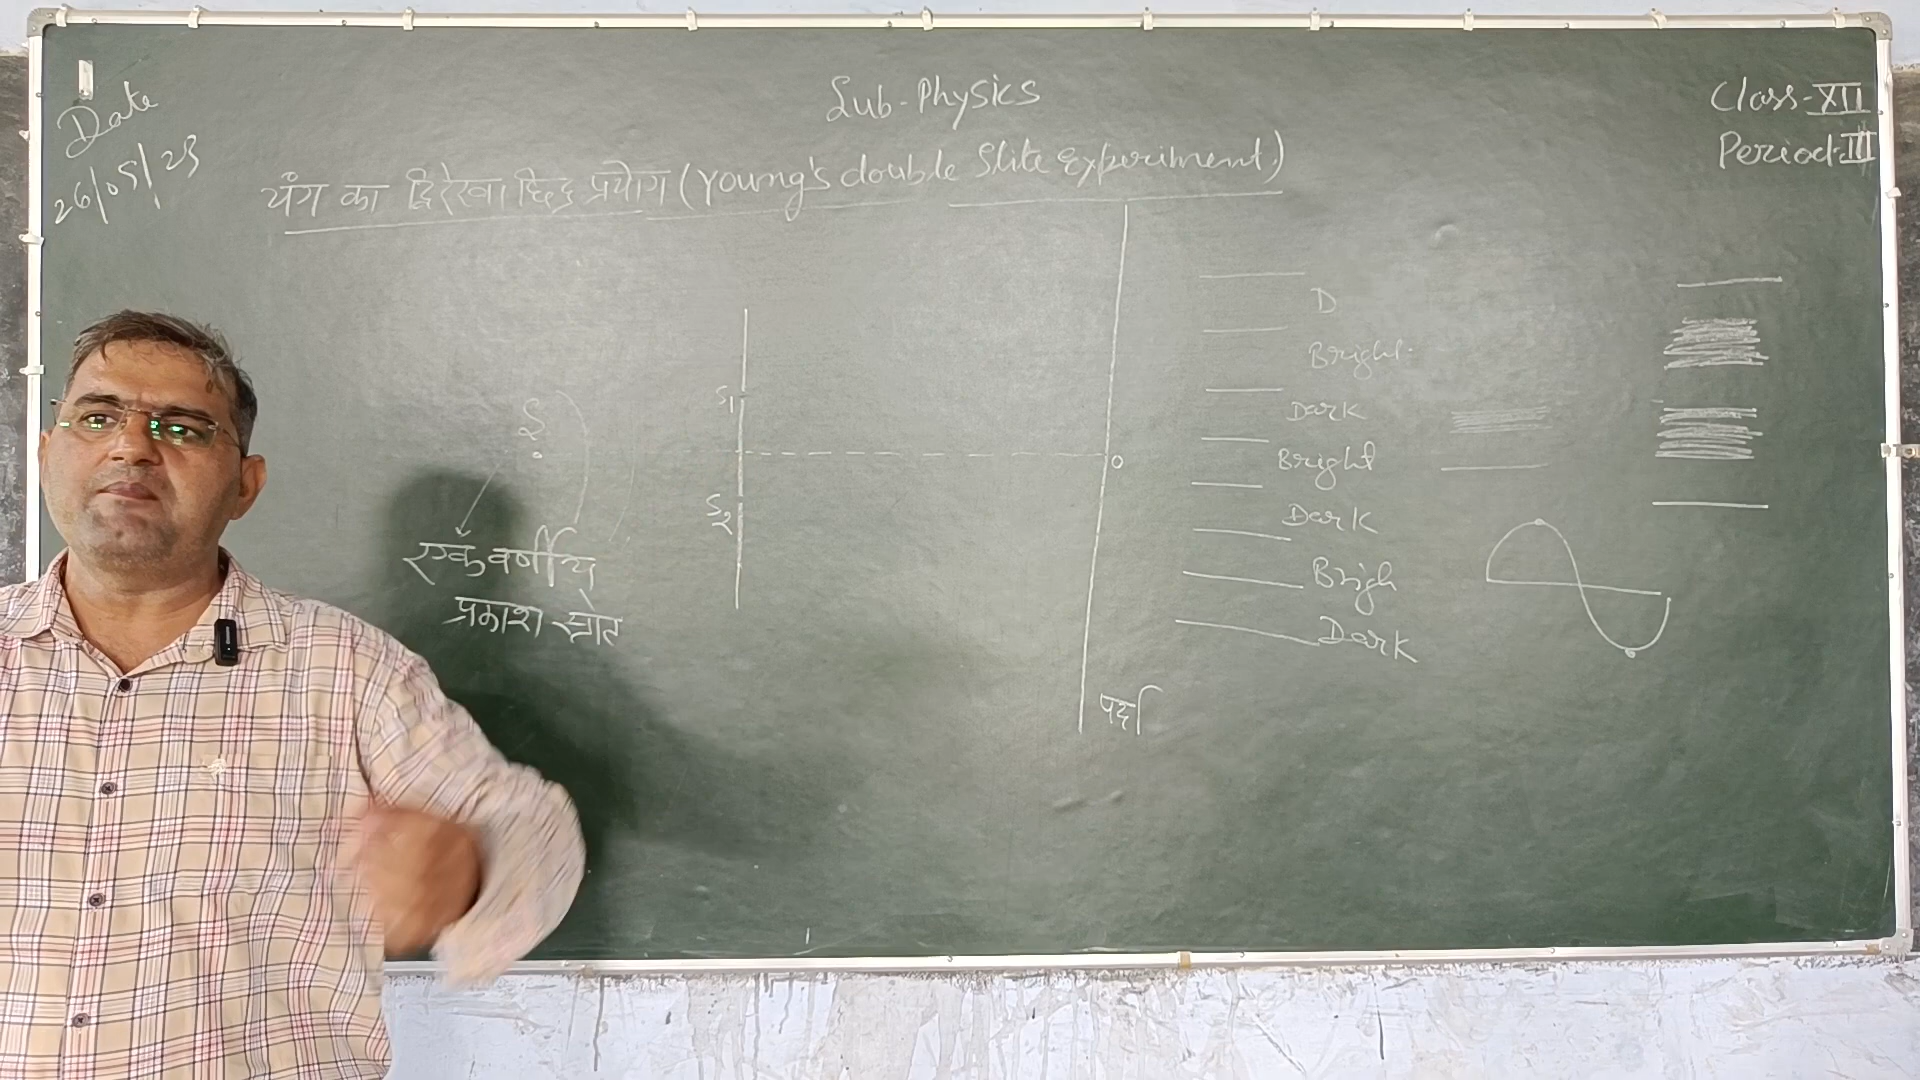 Date
26/05/23
Sub-Physics
Class-XII
Period-III
यंग का द्विरेखा छिद्र प्रयोग (Young's double Slite Experiment)
D
Bright.
S1
S
Dark
O
Bright
S2
Dark
एकवर्णीय
प्रकाश स्रोत
Brigh
Dark
पर्दा